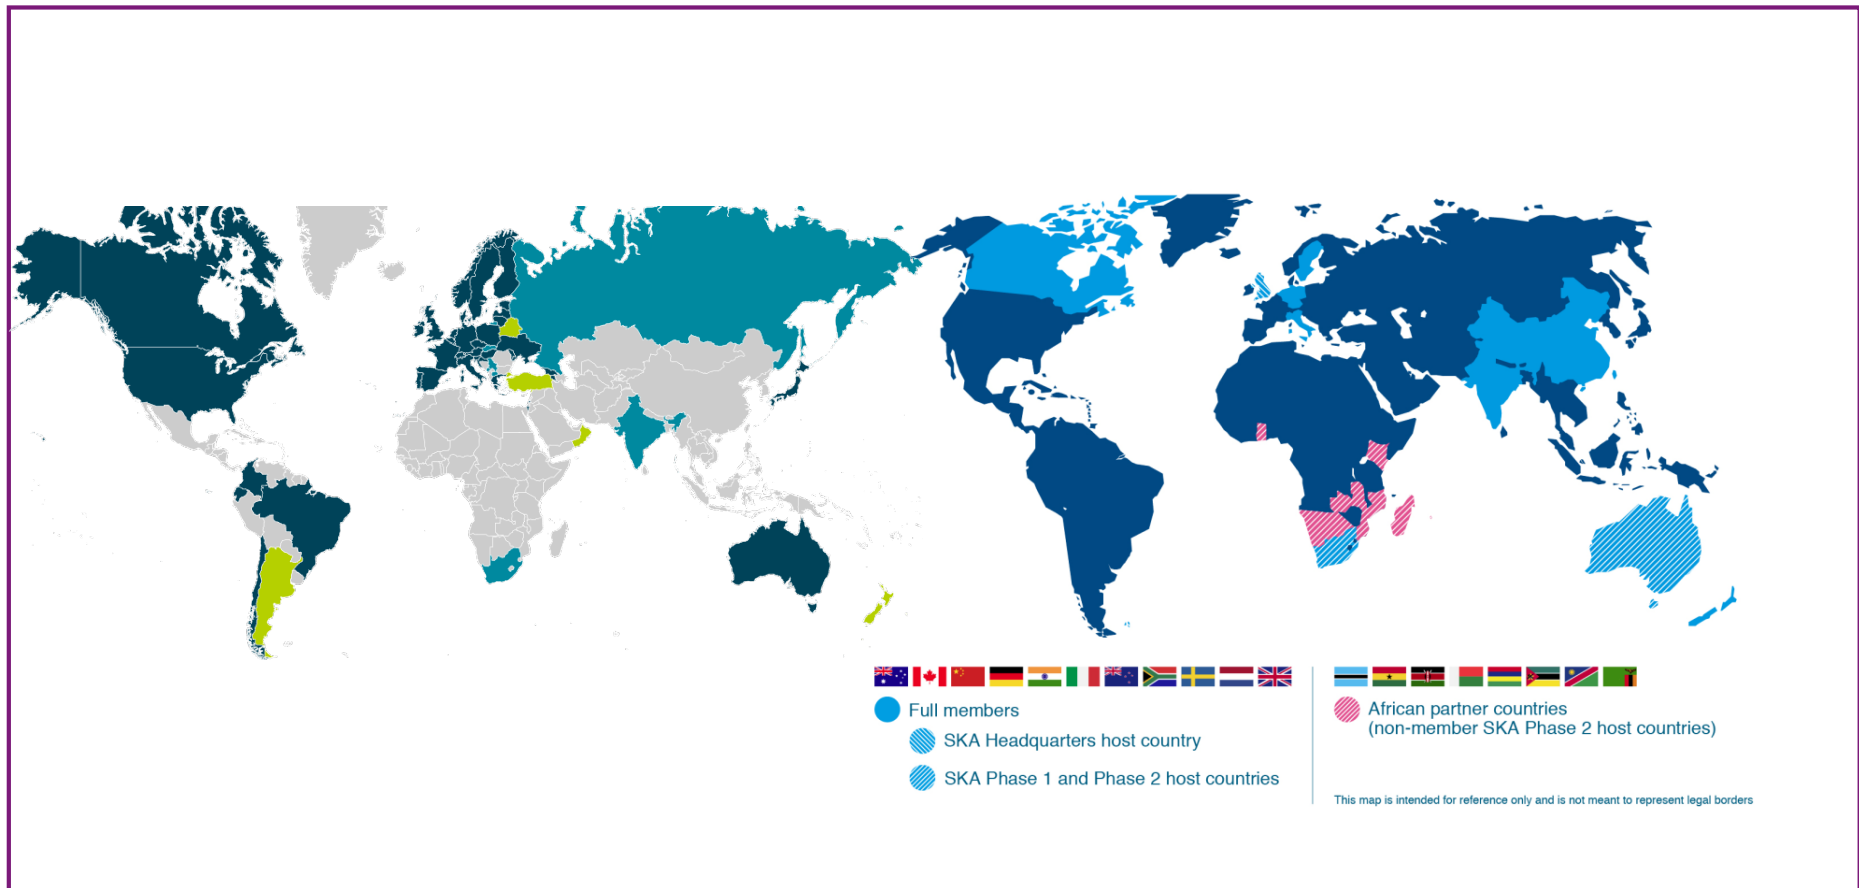 Full members
SKA Headquarters host country
SKA Phase 1 and Phase 2 host countries
African partner countries
(non-member SKA Phase 2 host countries)
This map is intended for reference only and is not meant to represent legal borders